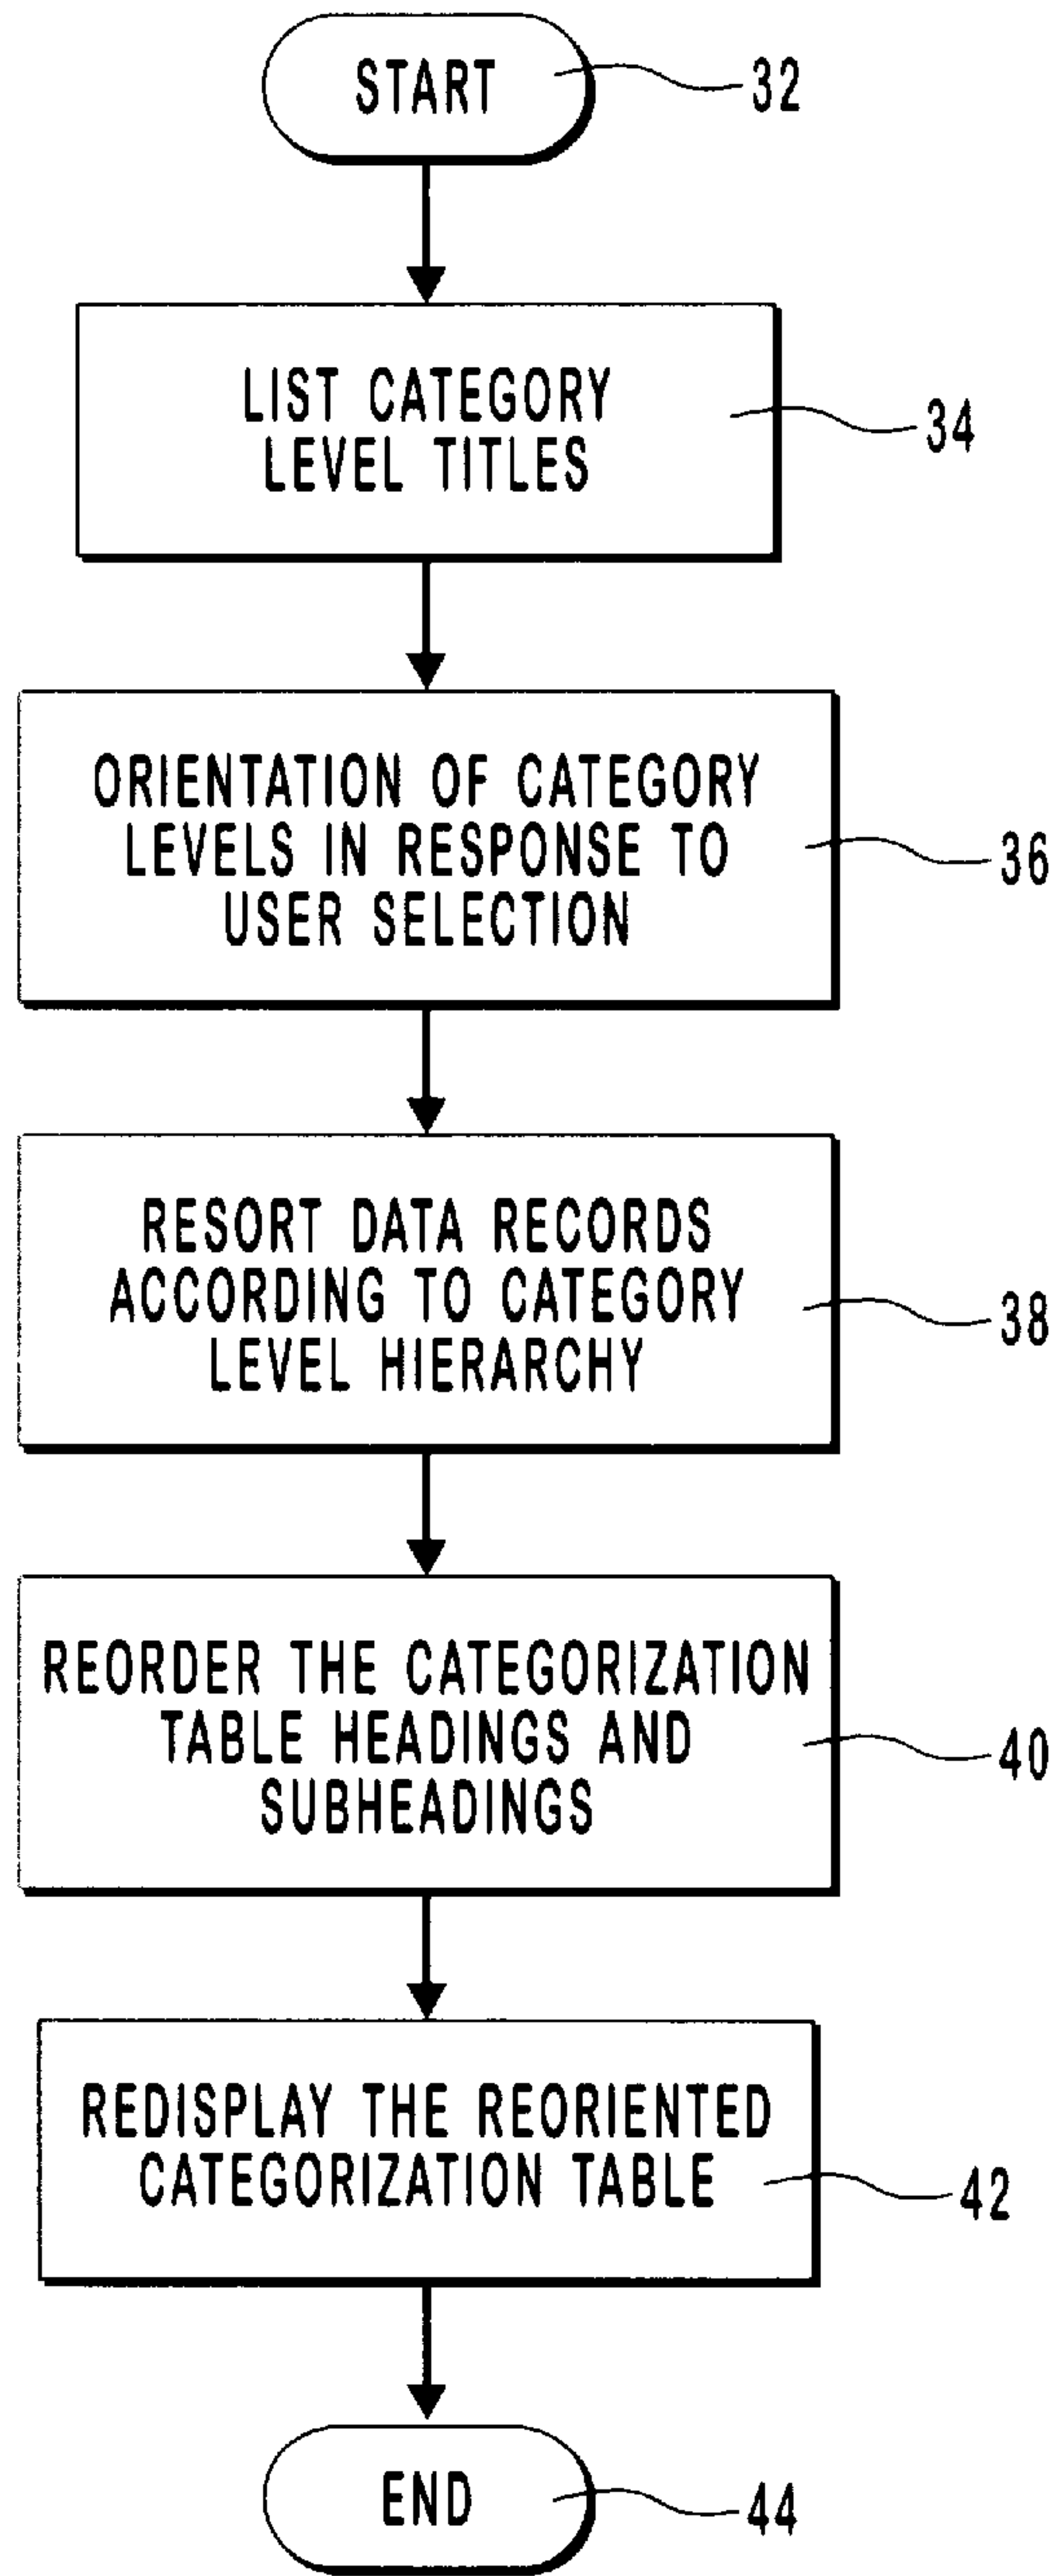 START
32
LIST CATEGORY
LEVEL TITLES
34
ORIENTATION OF CATEGORY
LEVELS IN RESPONSE TO
USER SELECTION
36
RESORT DATA RECORDS
ACCORDING TO CATEGORY
LEVEL HIERARCHY
38
REORDER THE CATEGORIZATION
TABLE HEADINGS AND
SUBHEADINGS
40
REDISPLAY THE REORIENTED
CATEGORIZATION TABLE
42
END
44